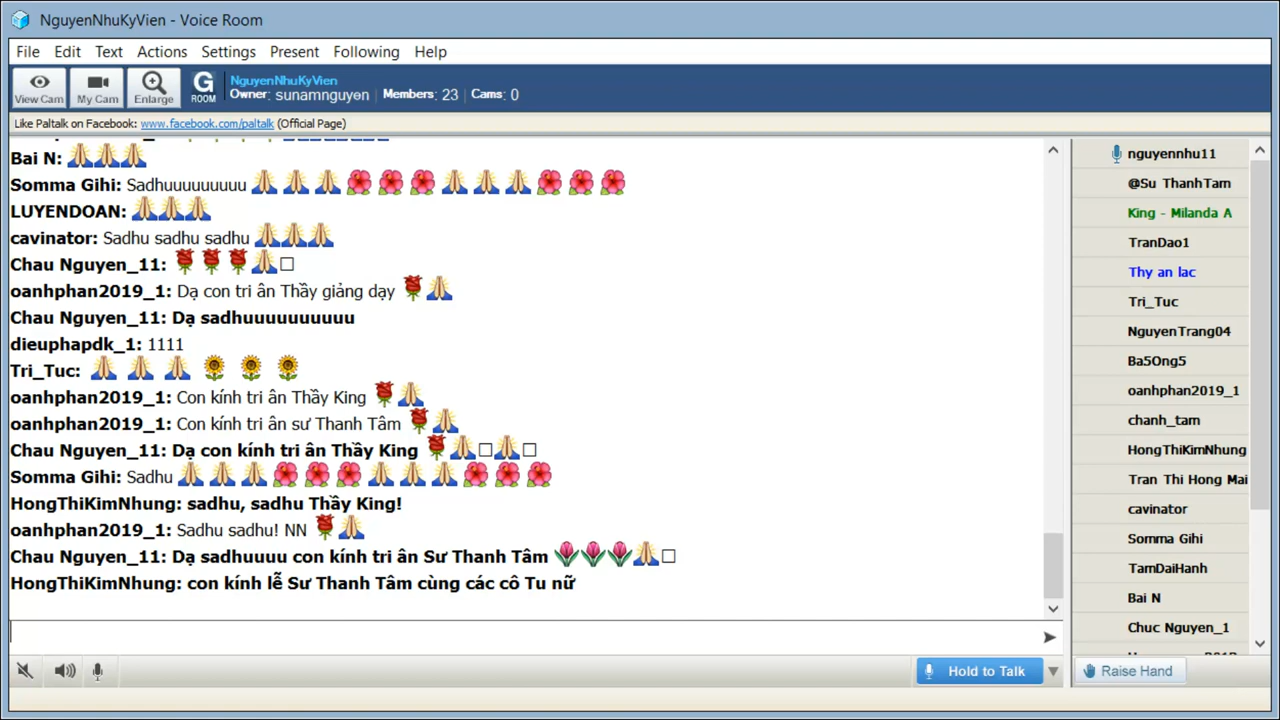 NguyenNhuKyVien - Voice Room
File Edit Text Actions Settings Present Following Help
View Cam My Cam Enlarge G ROOM
NguyenNhuKyVien
Owner: sunamnguyen Members: 23 Cams: 0
Like Paltalk on Facebook: www.facebook.com/paltalk (Official Page)
Bai N: 🙏🙏🙏
Somma Gihi: Sadhuuuuuuuuu 🙏🙏🙏🌺🌺🌺🙏🙏🙏🌺🌺🌺
LUYENDOAN: 🙏🙏🙏
cavinator: Sadhu sadhu sadhu 🙏🙏🙏
Chau Nguyen_11: 🌹🌹🌹🙏□
oanhphan2019_1: Dạ con tri ân Thầy giảng dạy 🌹🙏
Chau Nguyen_11: Dạ sadhuuuuuuuuuu
dieuphapdk_1: 1111
Tri_Tuc: 🙏 🙏 🙏 🌻 🌻 🌻
oanhphan2019_1: Con kính tri ân Thầy King 🌹🙏
oanhphan2019_1: Con kính tri ân sư Thanh Tâm 🌹🙏
Chau Nguyen_11: Dạ con kính tri ân Thầy King 🌹🙏□🙏□
Somma Gihi: Sadhu 🙏🙏🙏🌺🌺🌺🙏🙏🙏🌺🌺🌺
HongThiKimNhung: sadhu, sadhu Thầy King!
oanhphan2019_1: Sadhu sadhu! NN 🌹🙏
Chau Nguyen_11: Dạ sadhuuuu con kính tri ân Sư Thanh Tâm 🌷🌷🌷🙏□
HongThiKimNhung: con kính lễ Sư Thanh Tâm cùng các cô Tu nữ
Hold to Talk
nguyennhu11
@Su ThanhTam
King - Milanda A
TranDao1
Thy an lac
Tri_Tuc
NguyenTrang04
Ba5Ong5
oanhphan2019_1
chanh_tam
HongThiKimNhung
Tran Thi Hong Mai
cavinator
Somma Gihi
TamDaiHanh
Bai N
Chuc Nguyen_1
Raise Hand